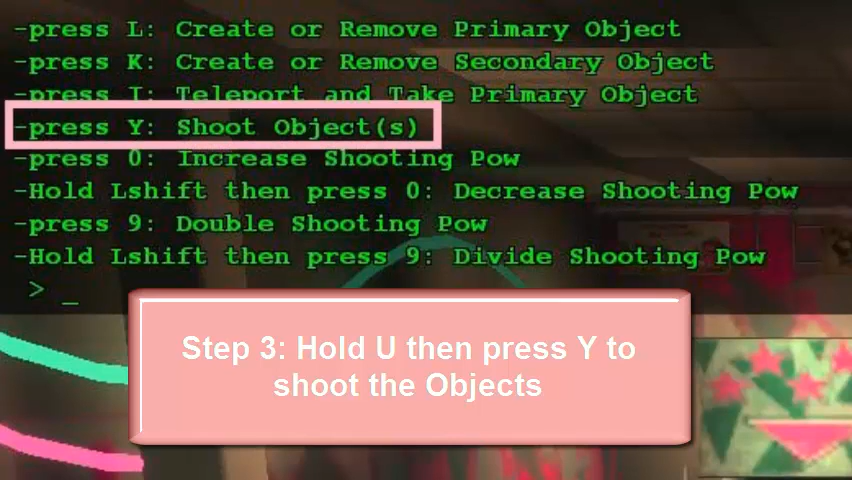 -press L: Create or Remove Primary Object
-press K: Create or Remove Secondary Object
-press I: Teleport and Take Primary Object
-press Y: Shoot Object(s)
-press 0: Increase Shooting Pow
-Hold Lshift then press 0: Decrease Shooting Pow
-press 9: Double Shooting Pow
-Hold Lshift then press 9: Divide Shooting Pow
> _
Step 3: Hold U then press Y to
shoot the Objects